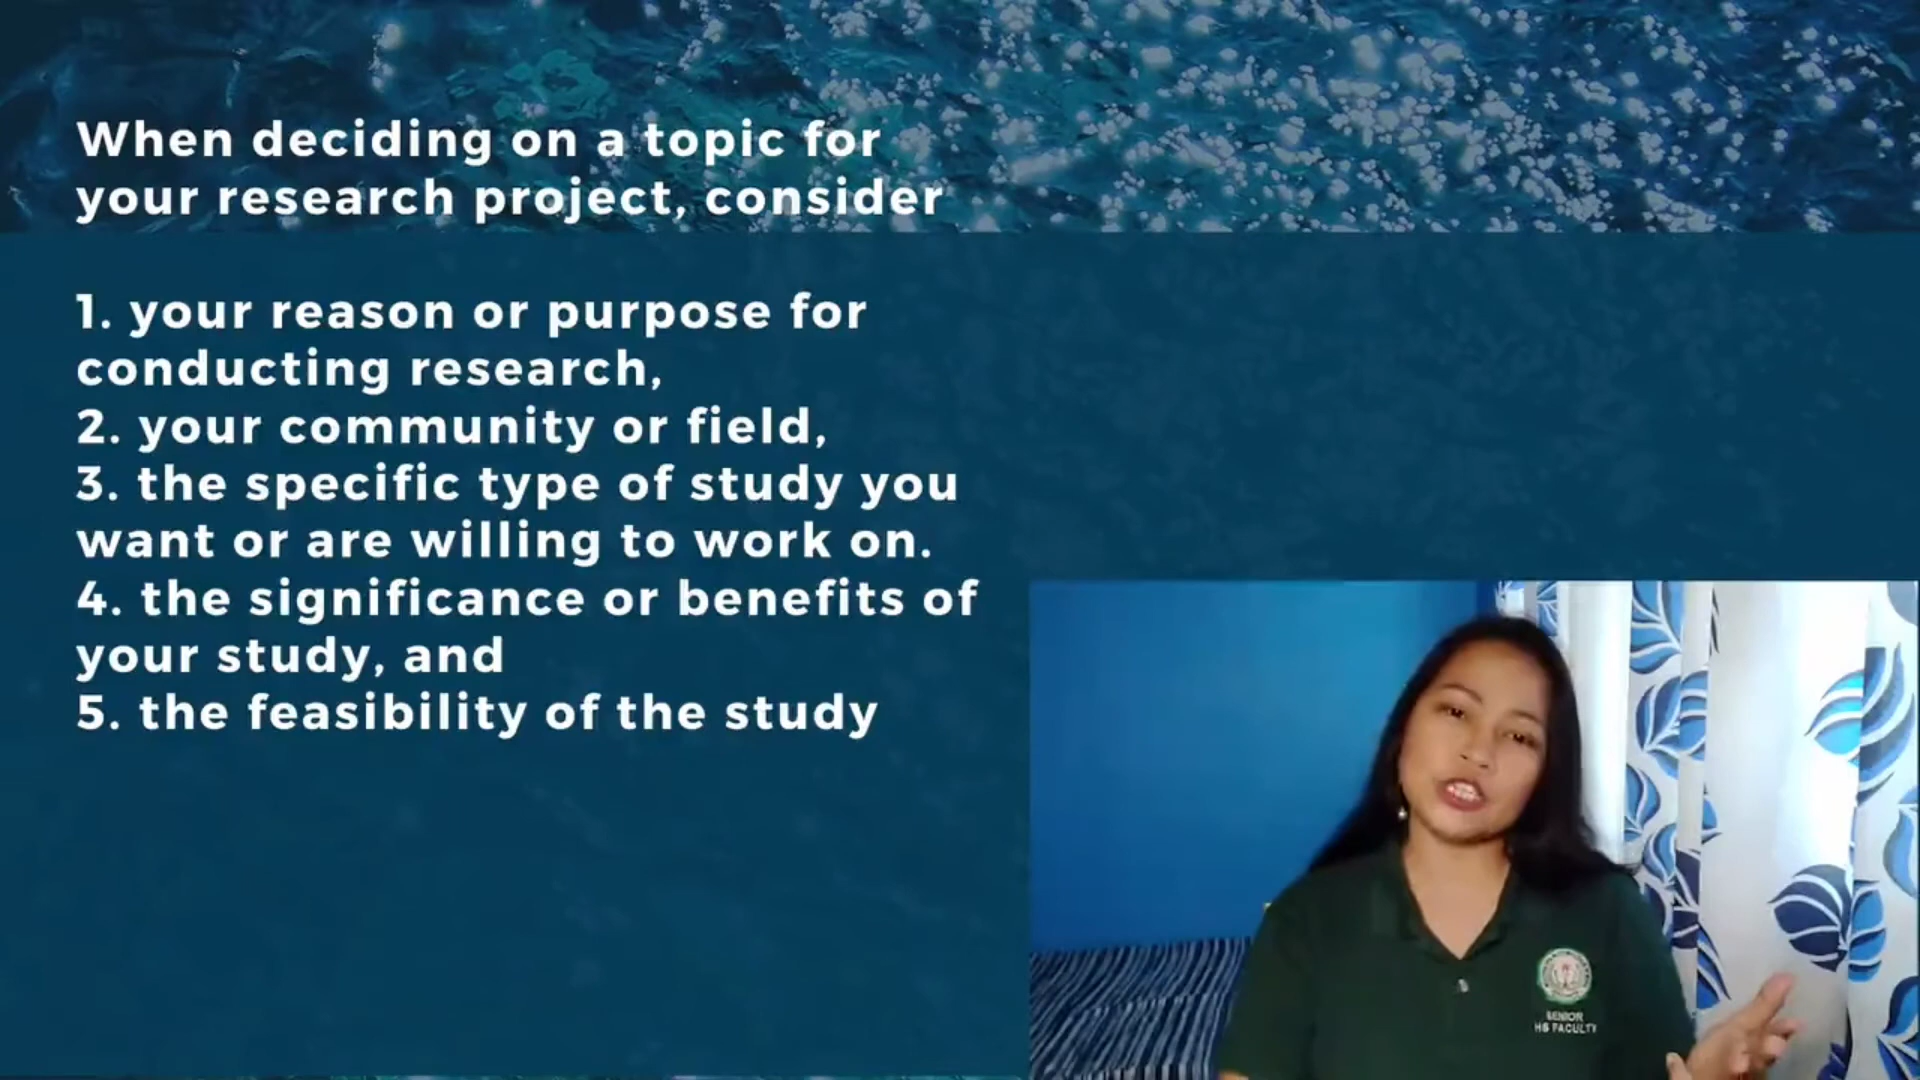 When deciding on a topic for
your research project, consider
1. your reason or purpose for
conducting research,
2. your community or field,
3. the specific type of study you
want or are willing to work on.
4. the significance or benefits of
your study, and
5. the feasibility of the study
SENIOR
HS FACULTY